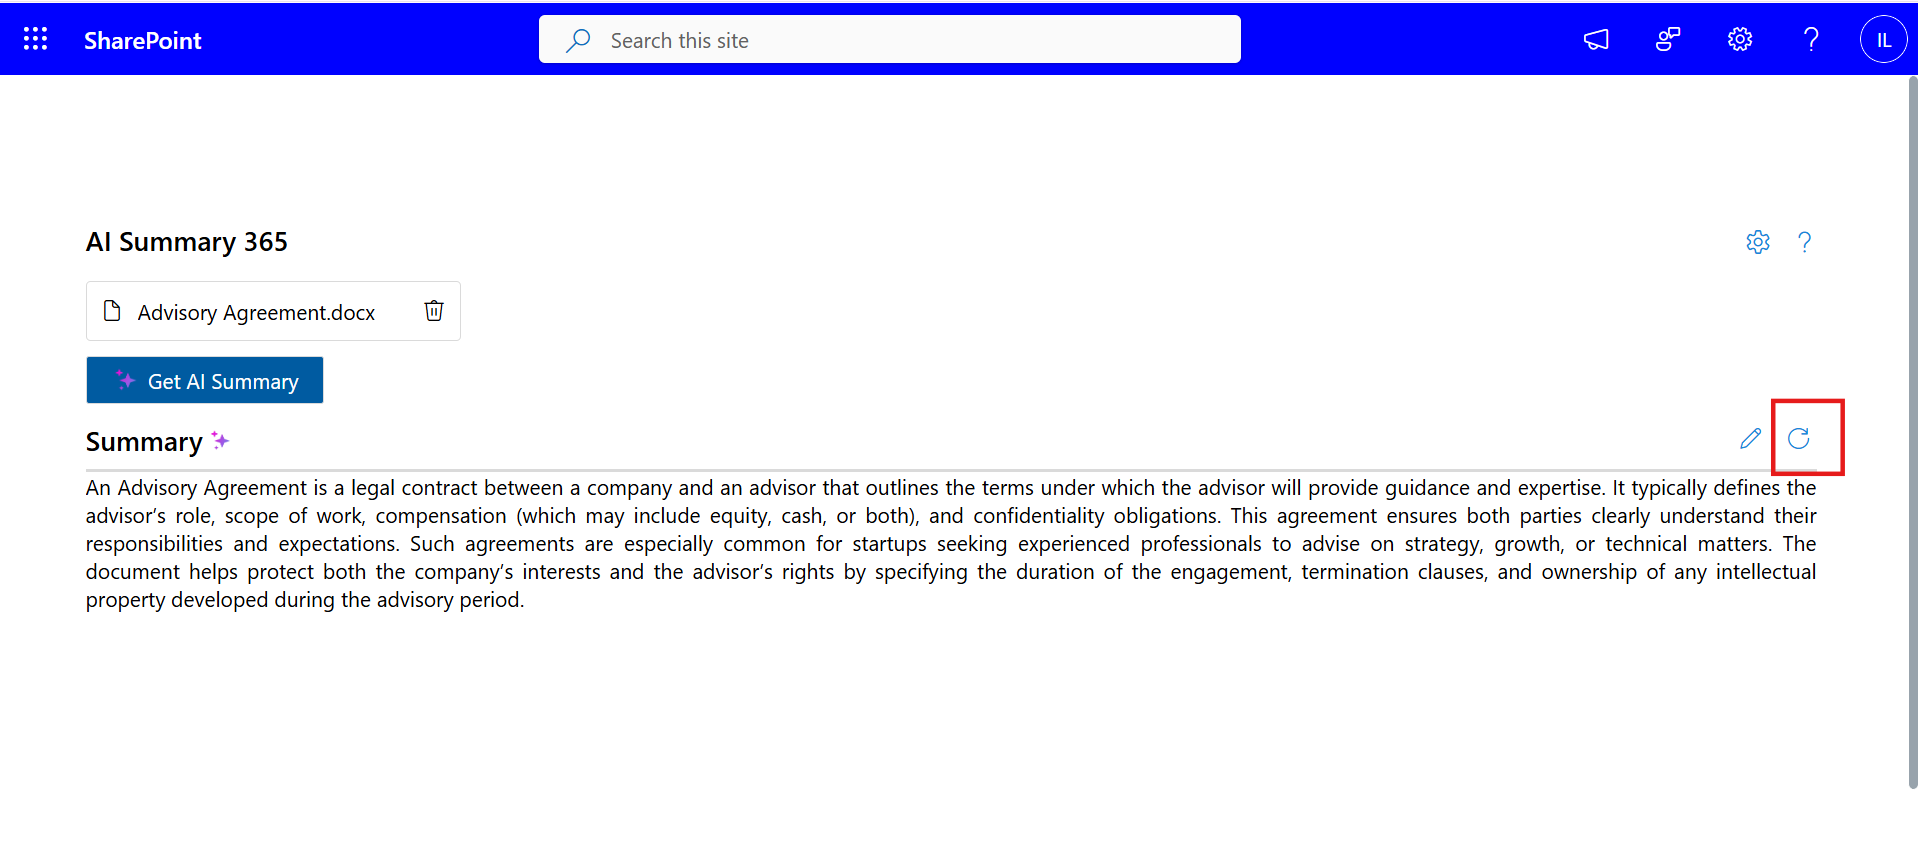 SharePoint
Search this site
IL
AI Summary 365
Advisory Agreement.docx
Get AI Summary
Summary
An Advisory Agreement is a legal contract between a company and an advisor that outlines the terms under which the advisor will provide guidance and expertise. It typically defines the
advisor’s role, scope of work, compensation (which may include equity, cash, or both), and confidentiality obligations. This agreement ensures both parties clearly understand their
responsibilities and expectations. Such agreements are especially common for startups seeking experienced professionals to advise on strategy, growth, or technical matters. The
document helps protect both the company’s interests and the advisor’s rights by specifying the duration of the engagement, termination clauses, and ownership of any intellectual
property developed during the advisory period.